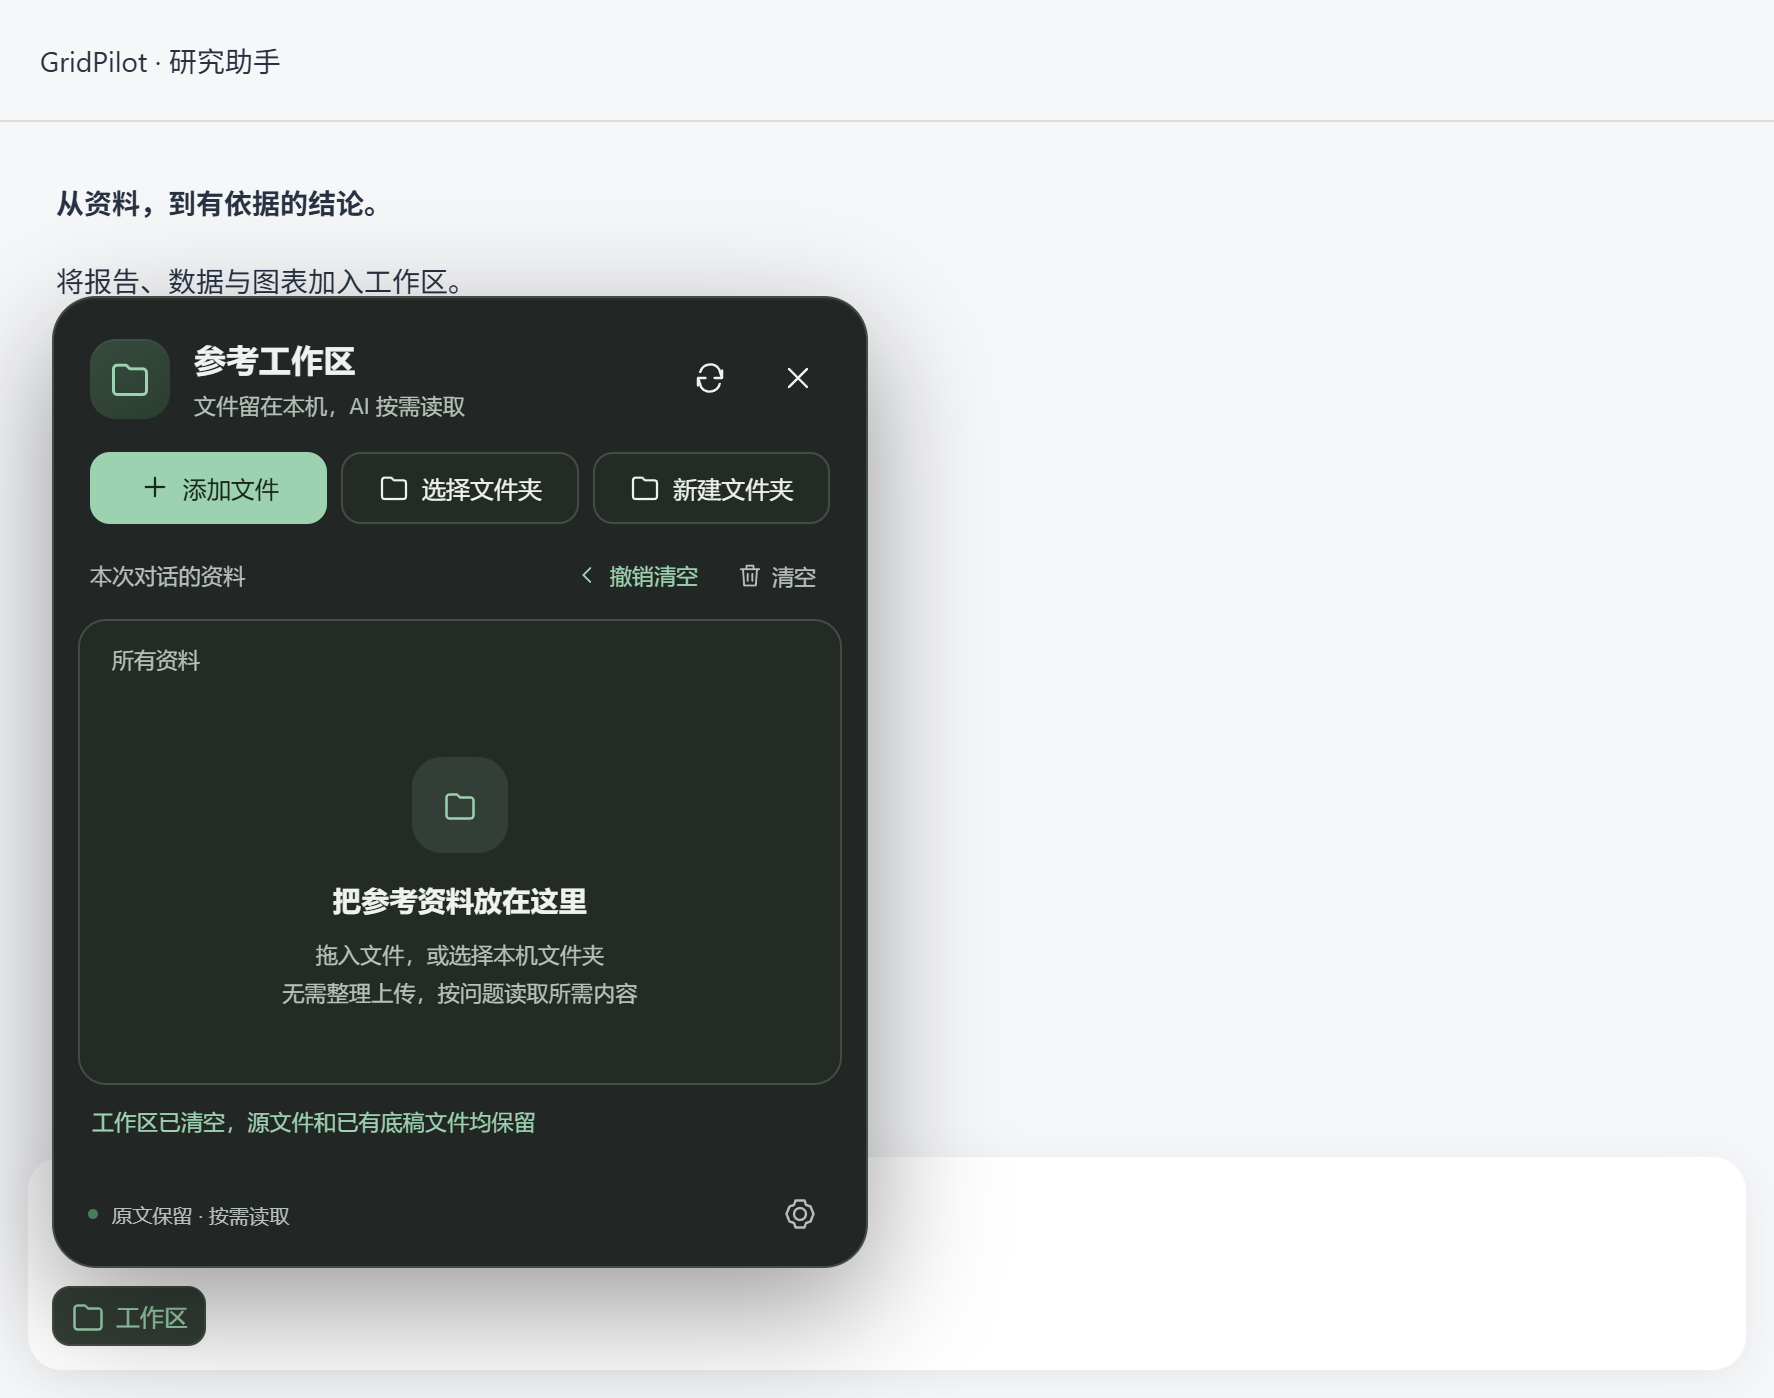 GridPilot · 研究助手
从资料，到有依据的结论。
将报告、数据与图表加入工作区。
参考工作区
文件留在本机，AI 按需读取
添加文件
选择文件夹
新建文件夹
本次对话的资料
撤销清空
清空
所有资料
把参考资料放在这里
拖入文件，或选择本机文件夹
无需整理上传，按问题读取所需内容
工作区已清空，源文件和已有底稿文件均保留
原文保留 · 按需读取
工作区